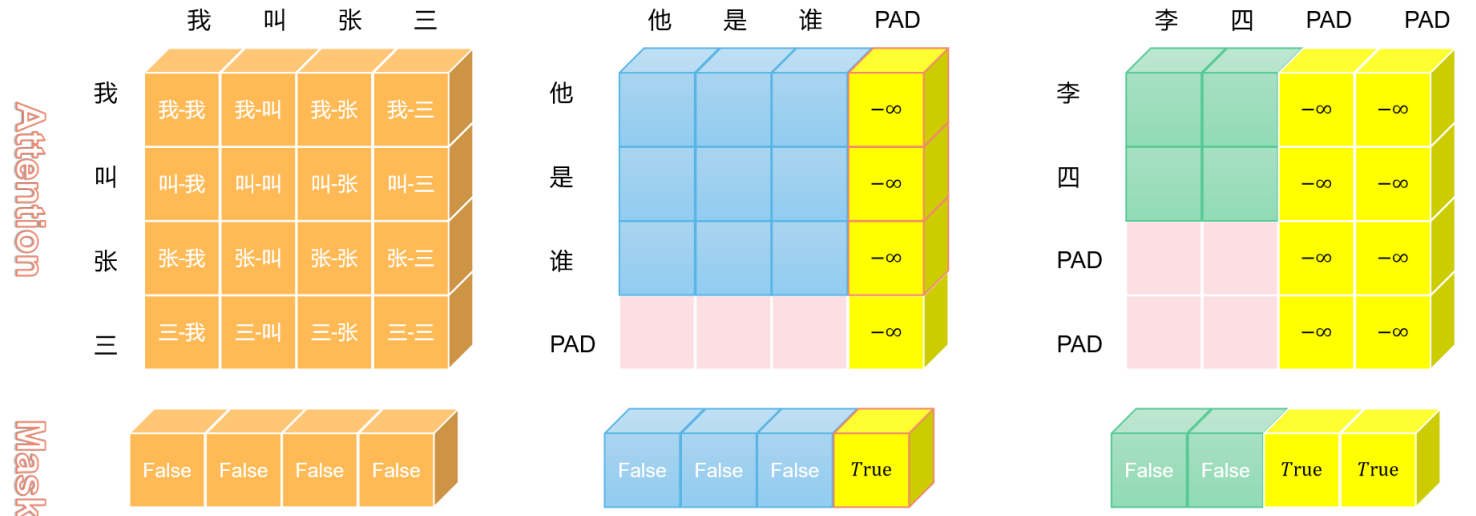 我 叫 张 三
他 是 谁 PAD
李 四 PAD PAD
Attention
我 我-我 我-叫 我-张 我-三
叫 叫-我 叫-叫 叫-张 叫-三
张 张-我 张-叫 张-张 张-三
三 三-我 三-叫 三-张 三-三
他 −∞
是 −∞
谁 −∞
PAD −∞
李 −∞ −∞
四 −∞ −∞
PAD −∞ −∞
PAD −∞ −∞
Mask
False False False False
False False False True
False False True True